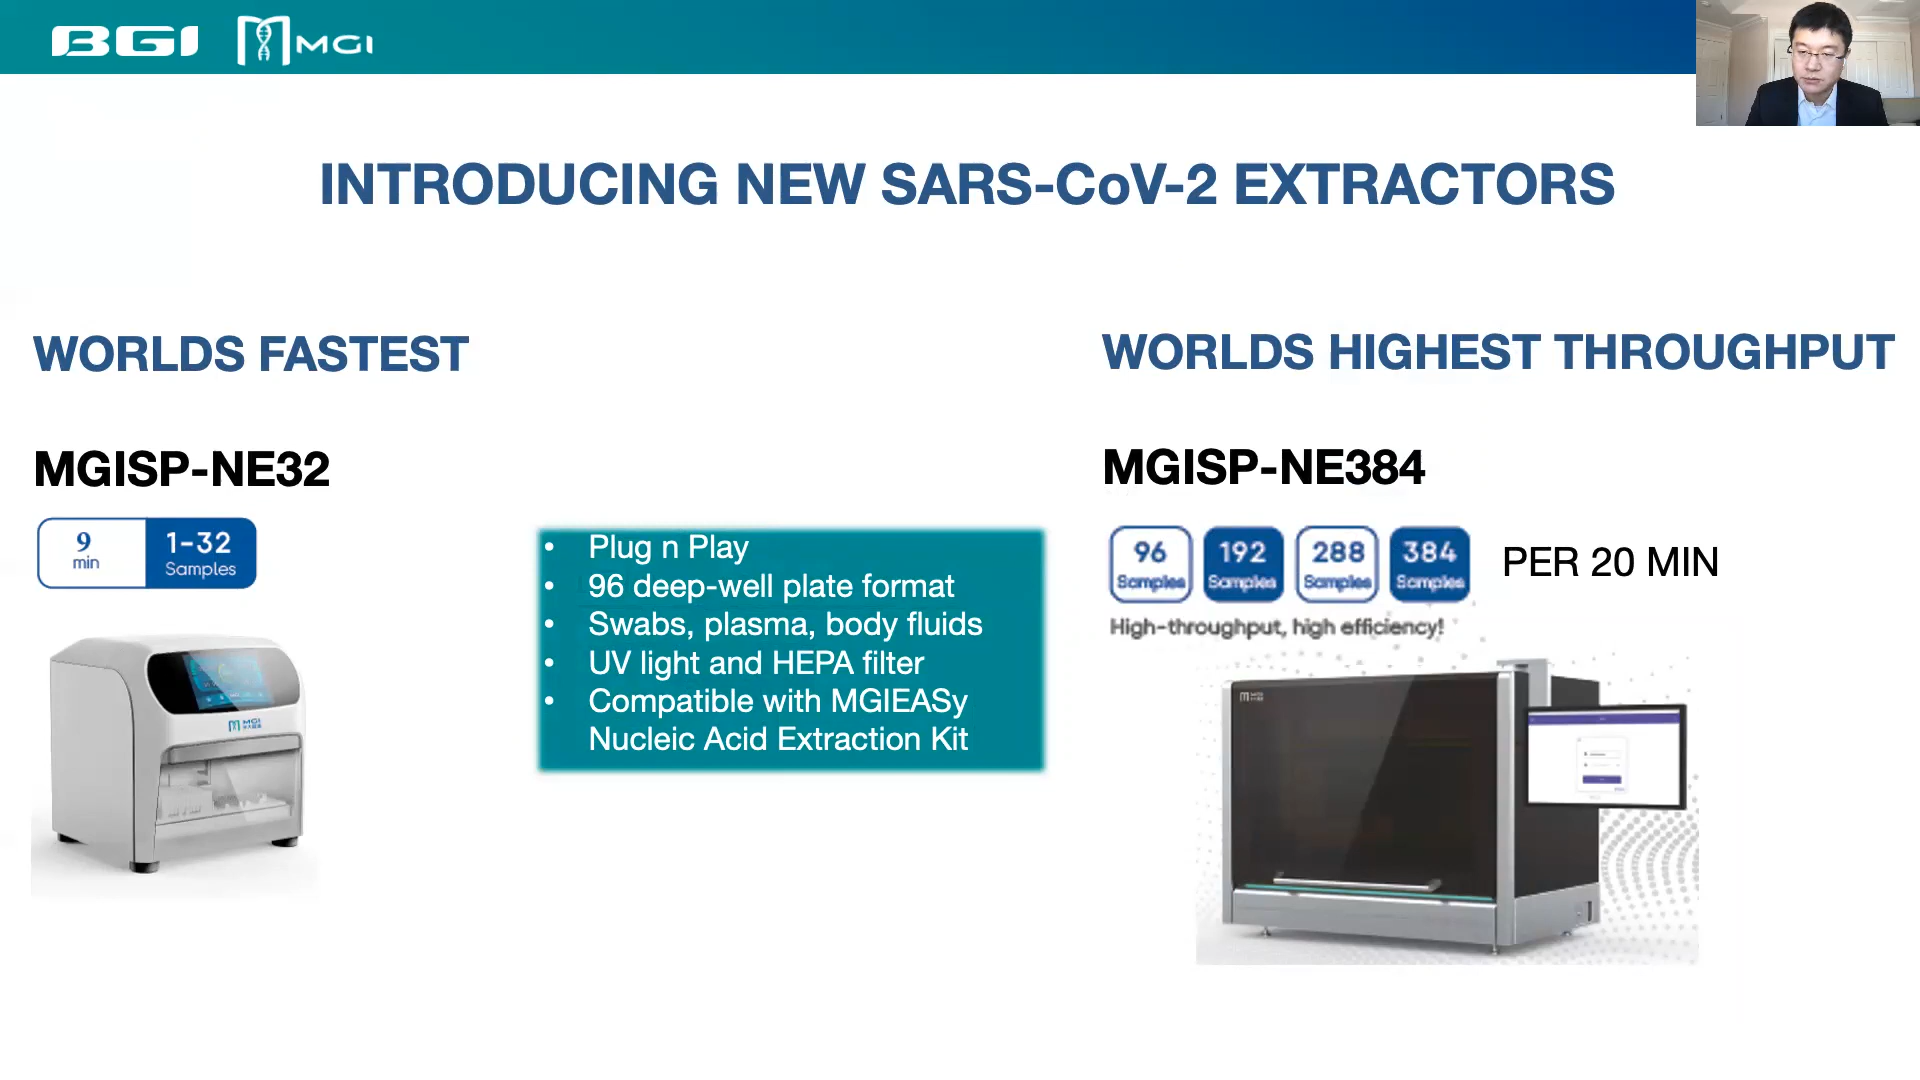 BGI MGI
INTRODUCING NEW SARS-CoV-2 EXTRACTORS
WORLDS FASTEST
MGISP-NE32
9
min
1-32
Samples
MGI
• Plug n Play
• 96 deep-well plate format
• Swabs, plasma, body fluids
• UV light and HEPA filter
• Compatible with MGIEASy
Nucleic Acid Extraction Kit
WORLDS HIGHEST THROUGHPUT
MGISP-NE384
96
Samples
192
Samples
288
Samples
384
Samples
PER 20 MIN
High-throughput, high efficiency!